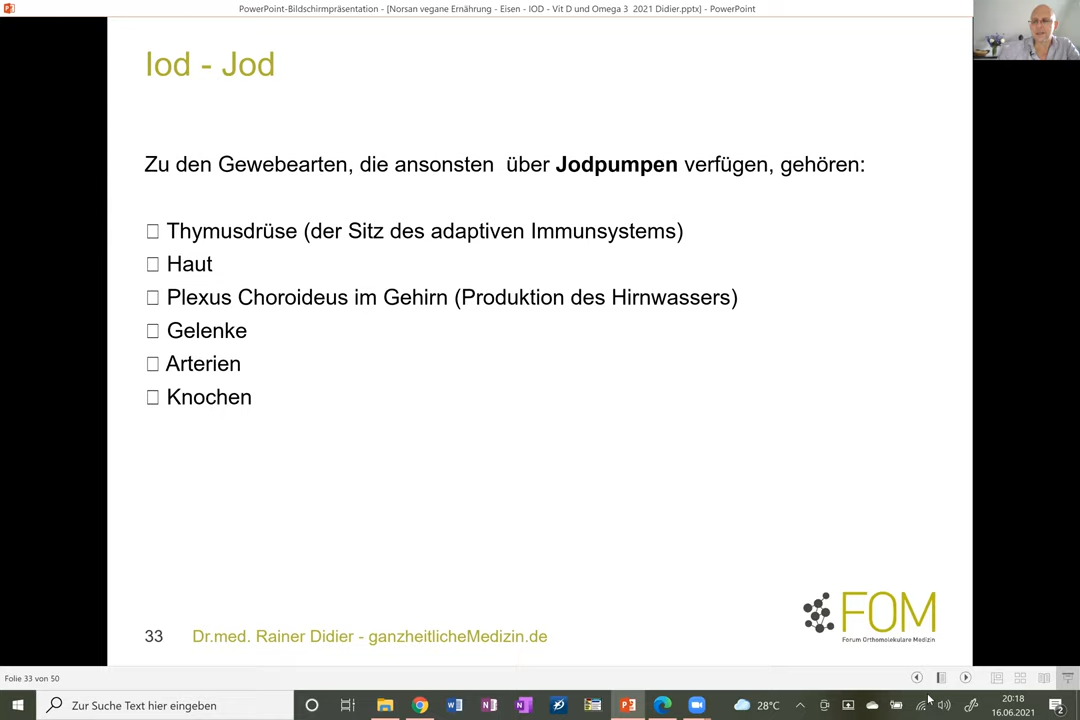 PowerPoint-Bildschirmpräsentation - [Norsan vegane Ernährung - Eisen - IOD - Vit D und Omega 3 2021 Didier.pptx] - PowerPoint
Iod - Jod
Zu den Gewebearten, die ansonsten über Jodpumpen verfügen, gehören:
Thymusdrüse (der Sitz des adaptiven Immunsystems)
Haut
Plexus Choroideus im Gehirn (Produktion des Hirnwassers)
Gelenke
Arterien
Knochen
FOM
Forum Orthomolekulare Medizin
33 Dr.med. Rainer Didier - ganzheitlicheMedizin.de
Folie 33 von 50
Zur Suche Text hier eingeben
28°C
20:18
16.06.2021
2